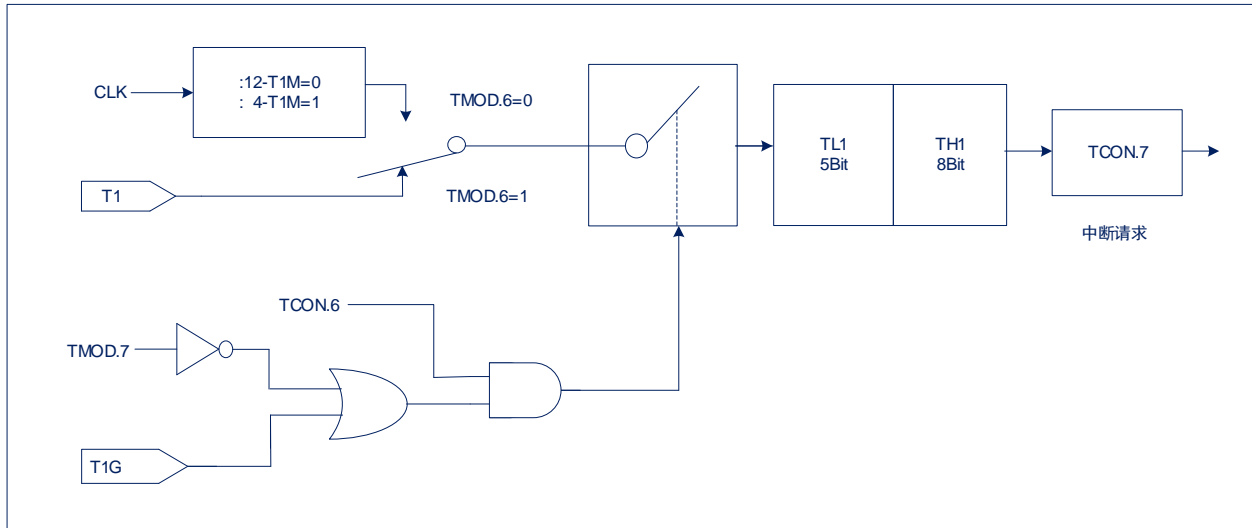 :12-T1M=0
CLK
: 4-T1M=1
TMOD.6=0
TL1
5Bit
TH1
8Bit
TCON.7
T1
TMOD.6=1
中断请求
TCON.6
TMOD.7
T1G